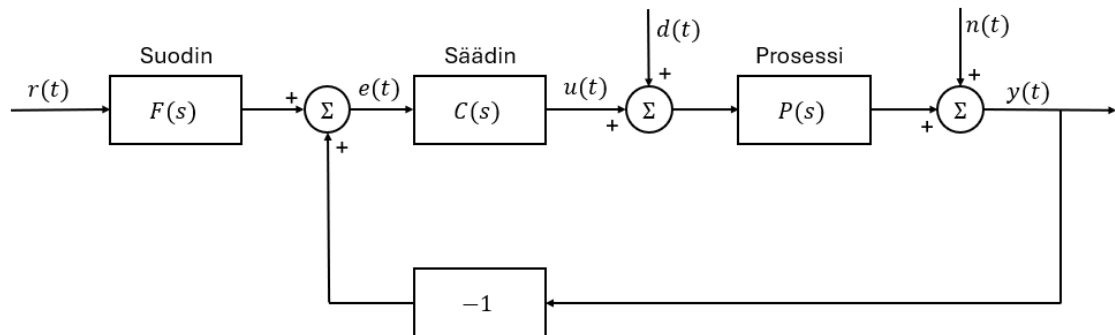 Suodin
Säädin
Prosessi
r(t)
F(s)
+
Σ
+
e(t)
C(s)
u(t)
+
d(t)
+
Σ
P(s)
+
n(t)
+
Σ
y(t)
−1